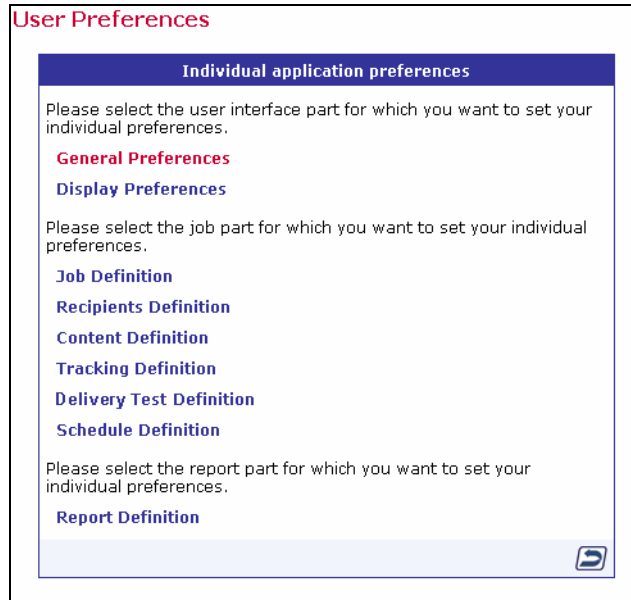 User Preferences
Individual application preferences
Please select the user interface part for which you want to set your
individual preferences.
General Preferences
Display Preferences
Please select the job part for which you want to set your individual
preferences.
Job Definition
Recipients Definition
Content Definition
Tracking Definition
Delivery Test Definition
Schedule Definition
Please select the report part for which you want to set your
individual preferences.
Report Definition